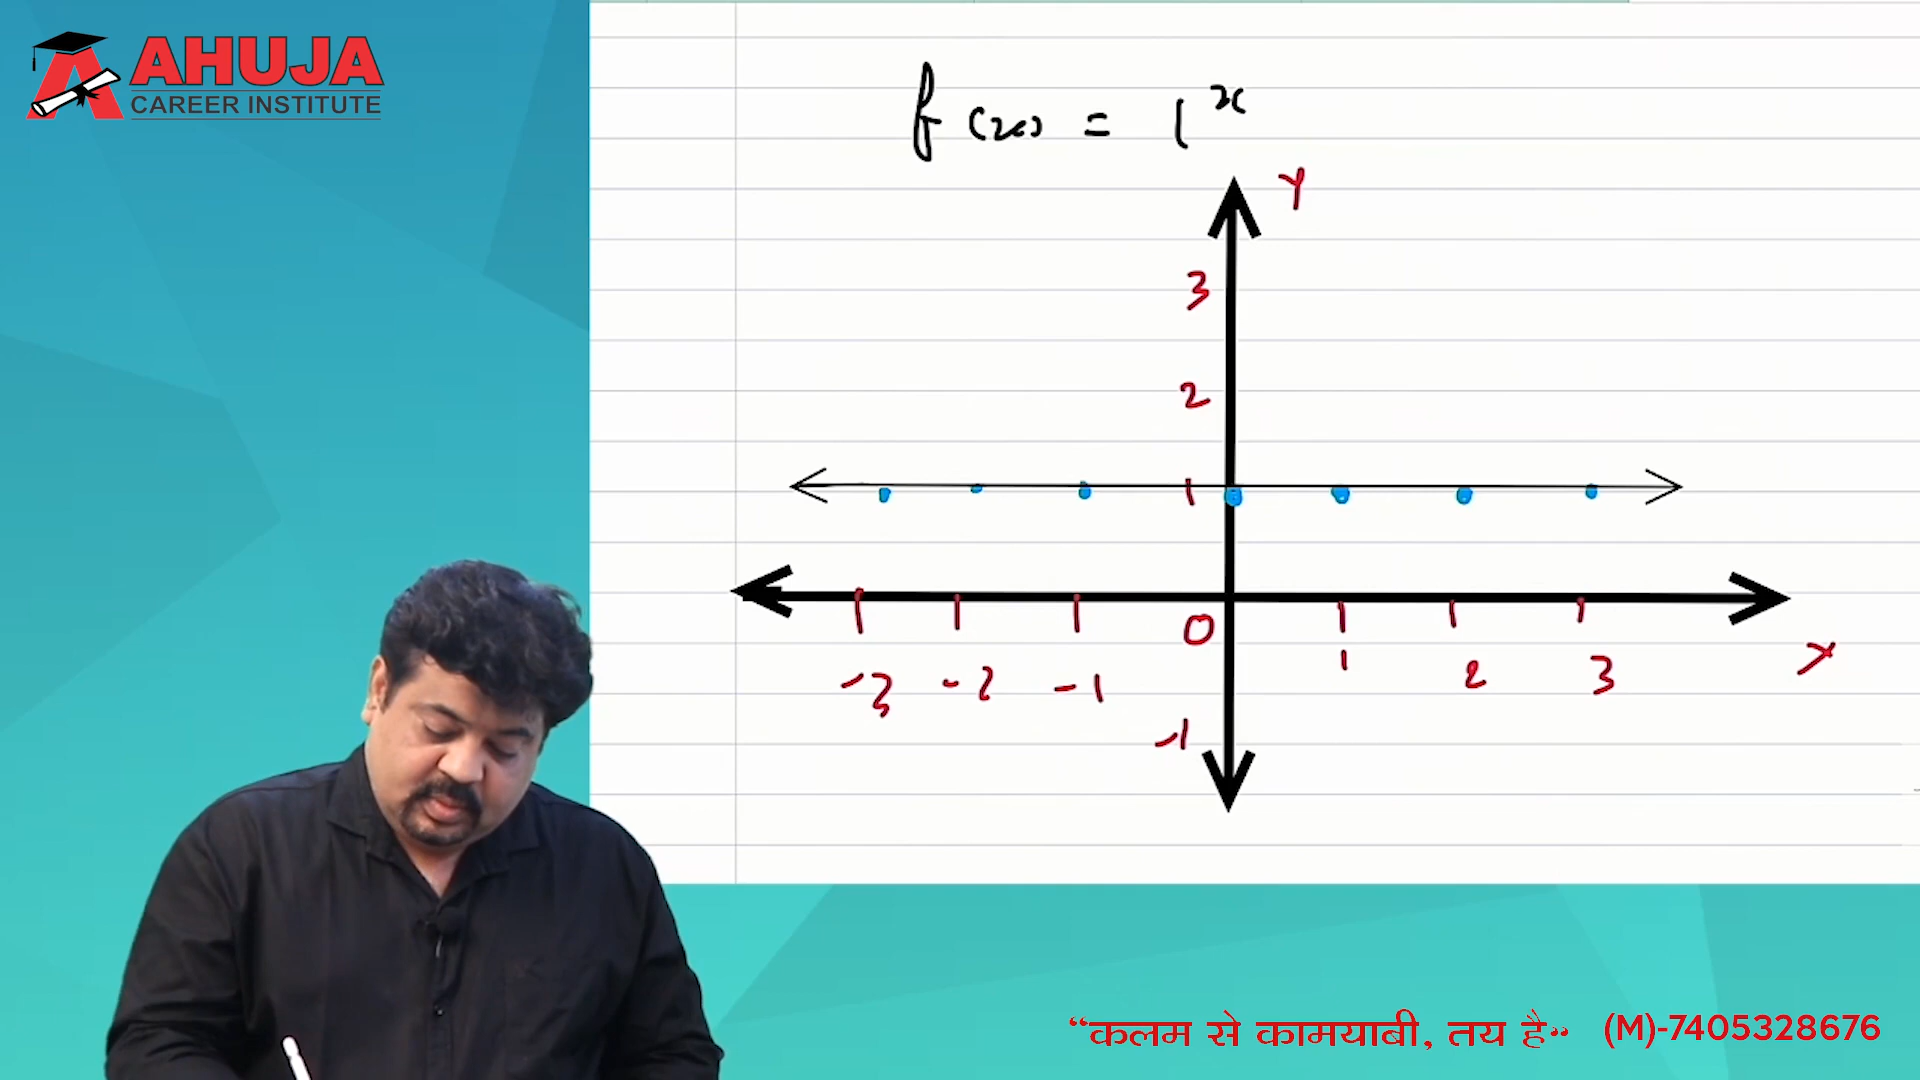 AHUJA
CAREER INSTITUTE
f(x) = 1^x
Y
3
2
1
0
-3 -2 -1 1 2 3
X
-1
“कलम से कामयाबी, तय है” (M)-7405328676